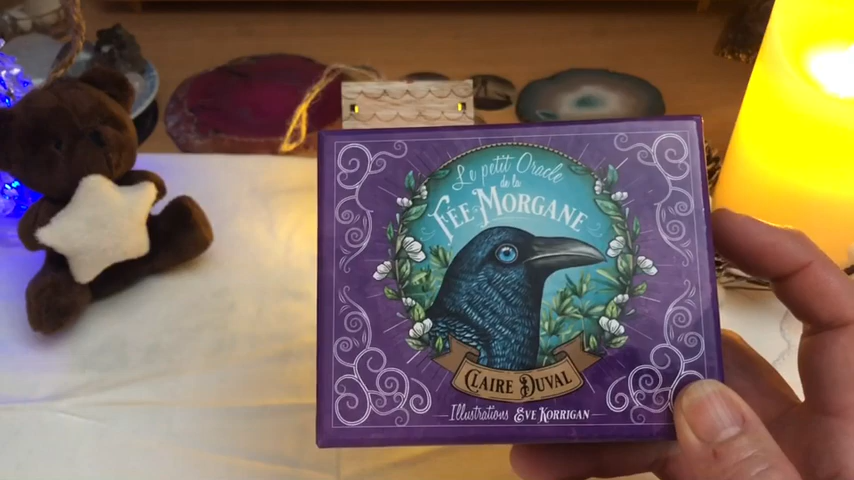 Le petit Oracle
de la
FÉE MORGANE
CLAIRE DUVAL
Illustrations EVE KORRIGAN